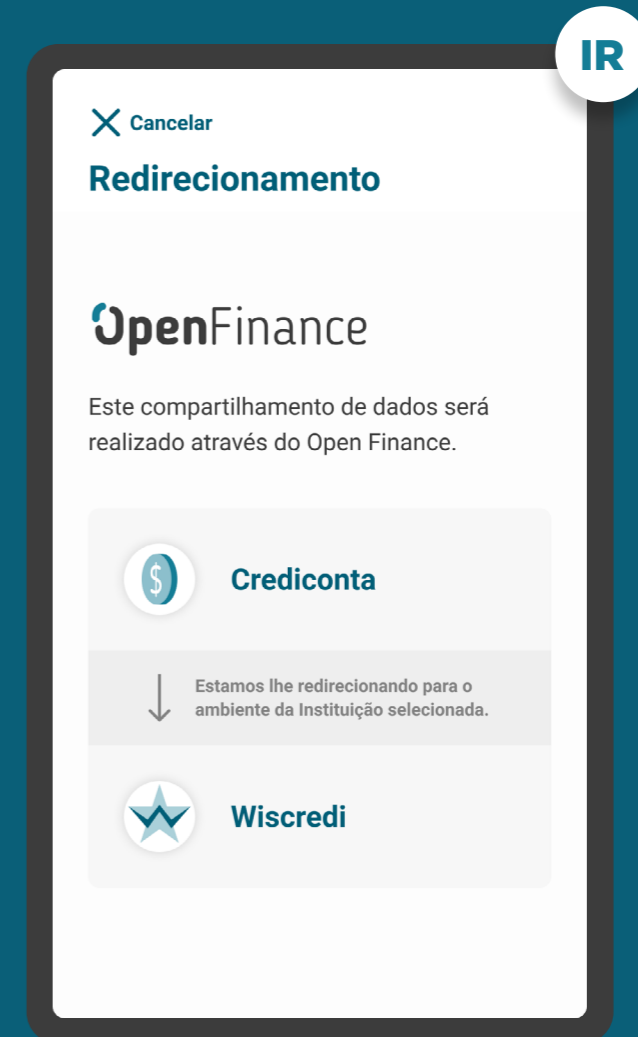 IR
Cancelar
Redirecionamento
OpenFinance
Este compartilhamento de dados será
realizado através do Open Finance.
$
Crediconta
Estamos lhe redirecionando para o
ambiente da Instituição selecionada.
Wiscredi